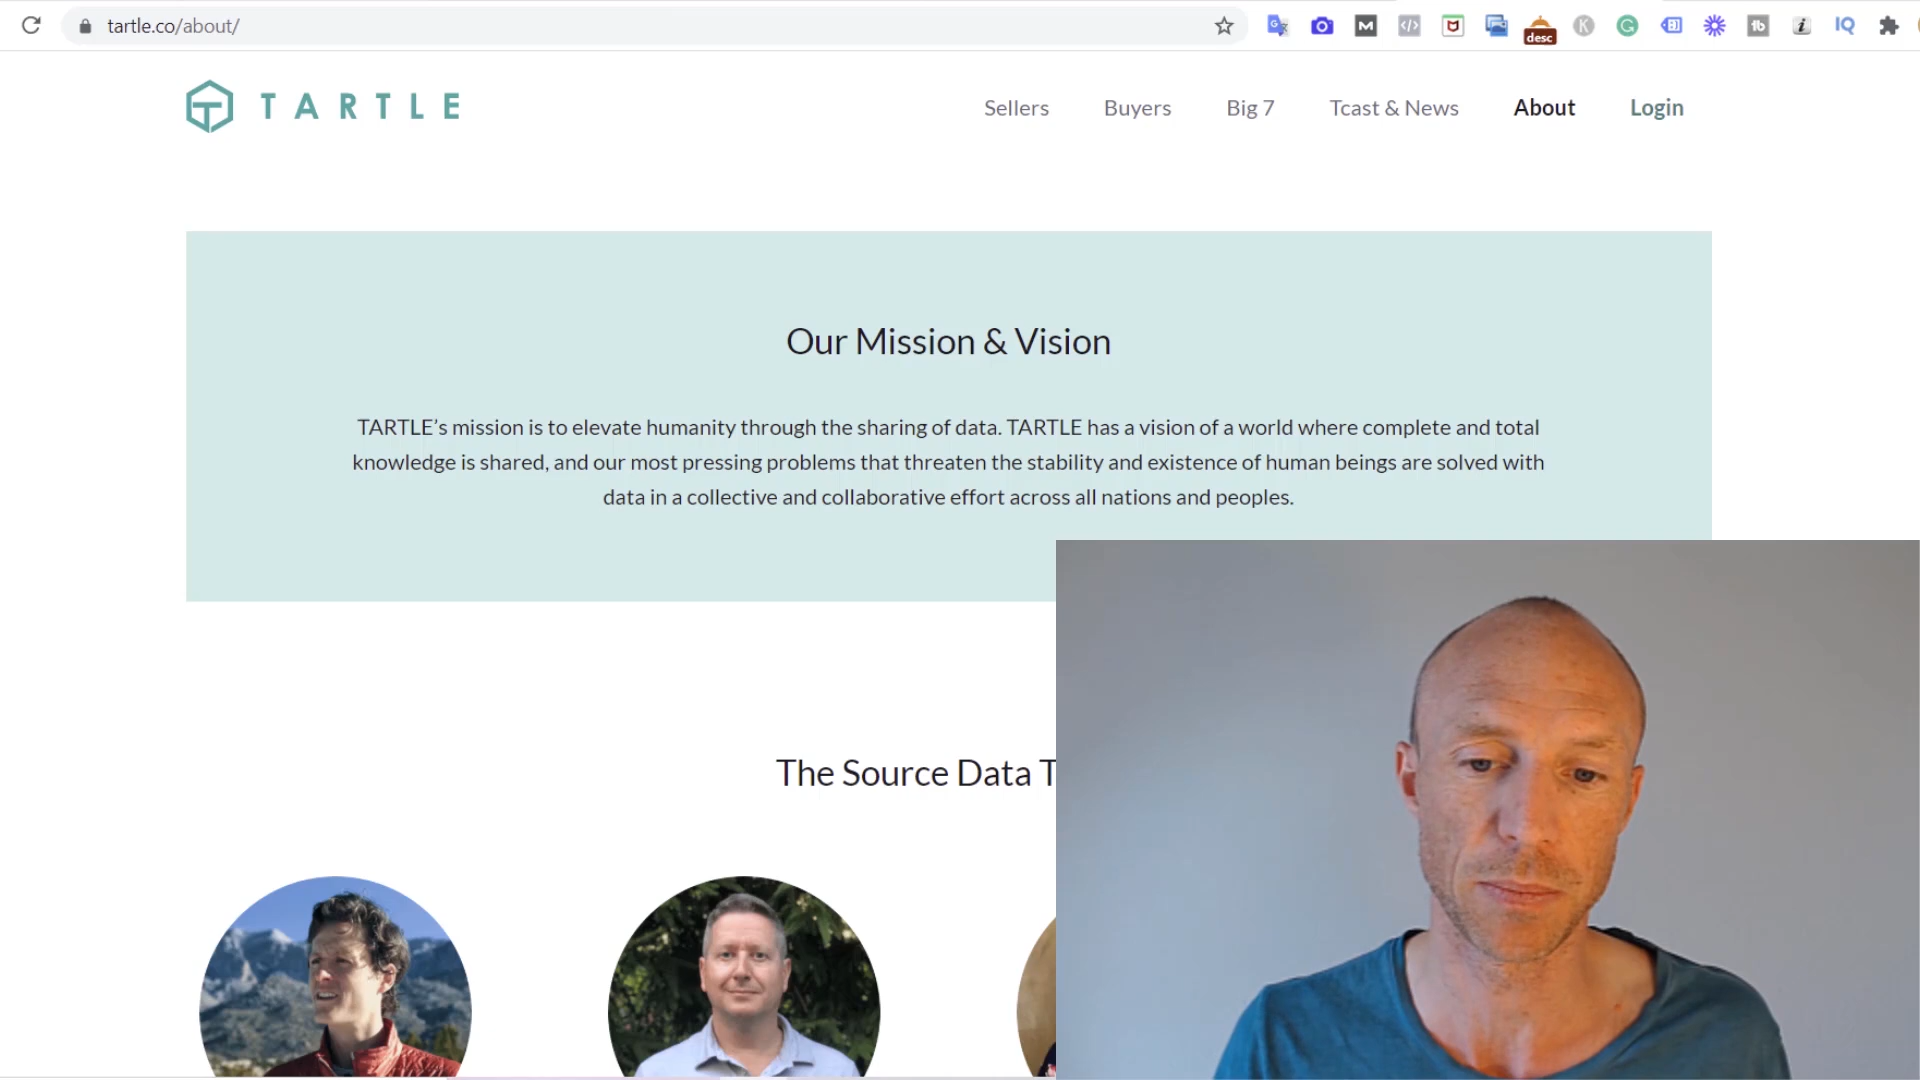 tartle.co/about/
desc
TARTLE
Sellers
Buyers
Big 7
Tcast & News
About
Login
Our Mission & Vision
TARTLE’s mission is to elevate humanity through the sharing of data. TARTLE has a vision of a world where complete and total
knowledge is shared, and our most pressing problems that threaten the stability and existence of human beings are solved with
data in a collective and collaborative effort across all nations and peoples.
The Source Data T